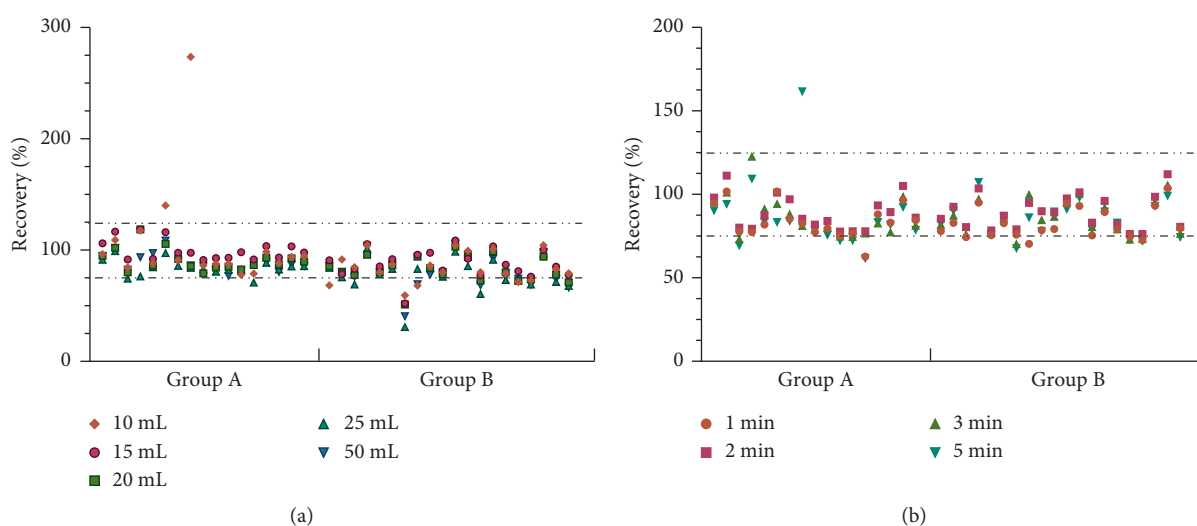 300
200
100
0
Recovery (%)
Group A
Group B
10 mL
15 mL
20 mL
25 mL
50 mL
(a)
200
150
100
50
0
Recovery (%)
Group A
Group B
1 min
2 min
3 min
5 min
(b)